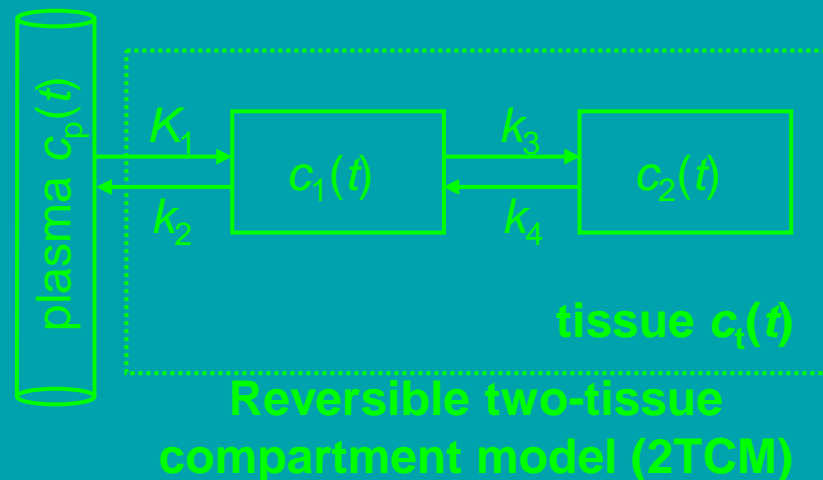 plasma cₚ(t)
K₁
k₂
c₁(t)
k₃
k₄
c₂(t)
tissue cₜ(t)
Reversible two-tissue
compartment model (2TCM)